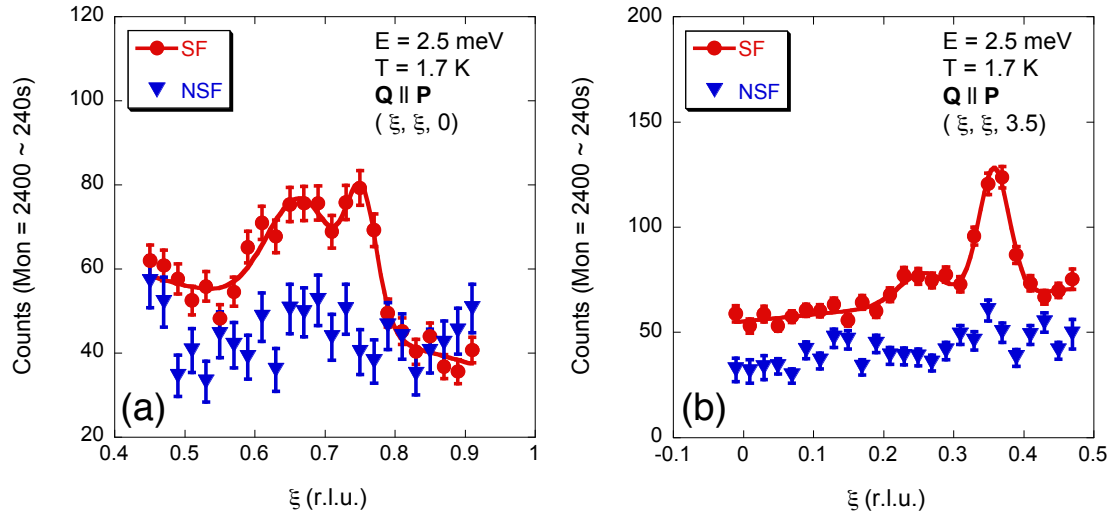 120
100
80
60
40
20
Counts (Mon = 2400 ~ 240s)
SF
NSF
E = 2.5 meV
T = 1.7 K
Q || P
( ξ, ξ, 0)
(a)
0.4 0.5 0.6 0.7 0.8 0.9 1
ξ (r.l.u.)
200
150
100
50
0
Counts (Mon = 2400 ~ 240s)
SF
NSF
E = 2.5 meV
T = 1.7 K
Q || P
( ξ, ξ, 3.5)
(b)
-0.1 0 0.1 0.2 0.3 0.4 0.5
ξ (r.l.u.)